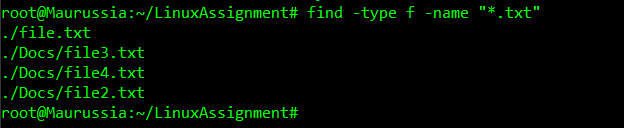 root@Maurussia:~/LinuxAssignment# find -type f -name "*.txt"
./file.txt
./Docs/file3.txt
./Docs/file4.txt
./Docs/file2.txt
root@Maurussia:~/LinuxAssignment#